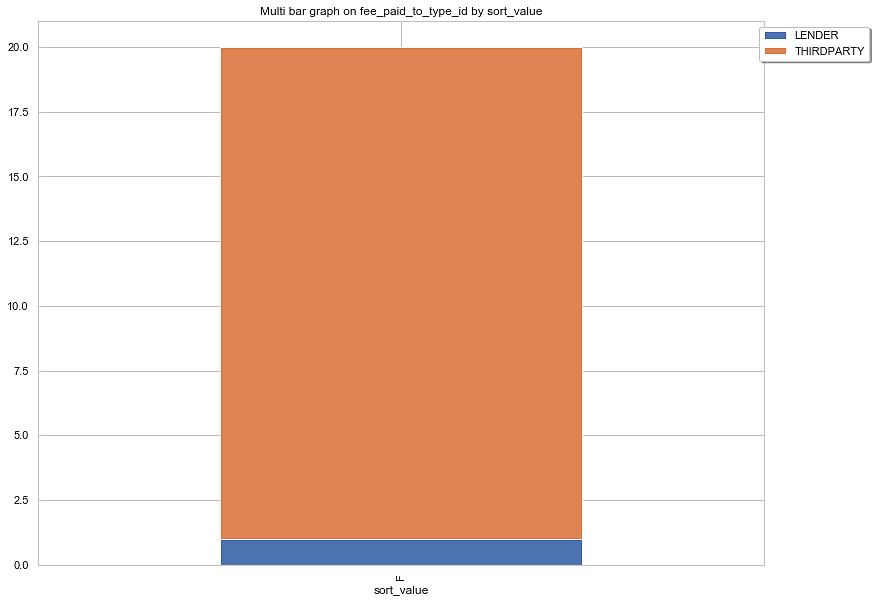 Multi bar graph on fee_paid_to_type_id by sort_value
LENDER
THIRDPARTY
20.0
17.5
15.0
12.5
10.0
7.5
5.0
2.5
0.0
F
sort_value